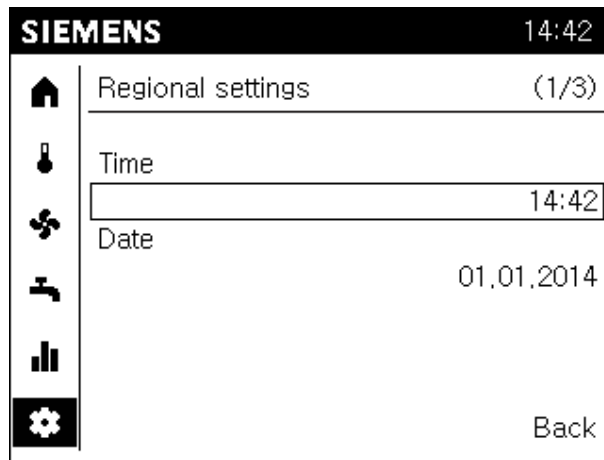 SIEMENS 14:42
Regional settings (1/3)
Time
14:42
Date
01.01.2014
Back